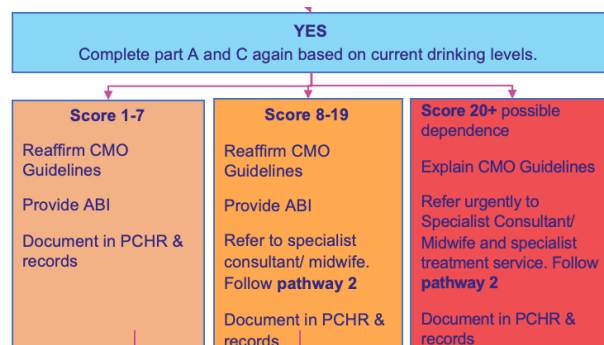 YES
Complete part A and C again based on current drinking levels.
Score 1-7
Reaffirm CMO
Guidelines
Provide ABI
Document in PCHR &
records
Score 8-19
Reaffirm CMO
Guidelines
Provide ABI
Refer to specialist
consultant/ midwife.
Follow pathway 2
Document in PCHR &
records
Score 20+ possible
dependence
Explain CMO Guidelines
Refer urgently to
Specialist Consultant/
Midwife and specialist
treatment service. Follow
pathway 2
Document in PCHR &
records